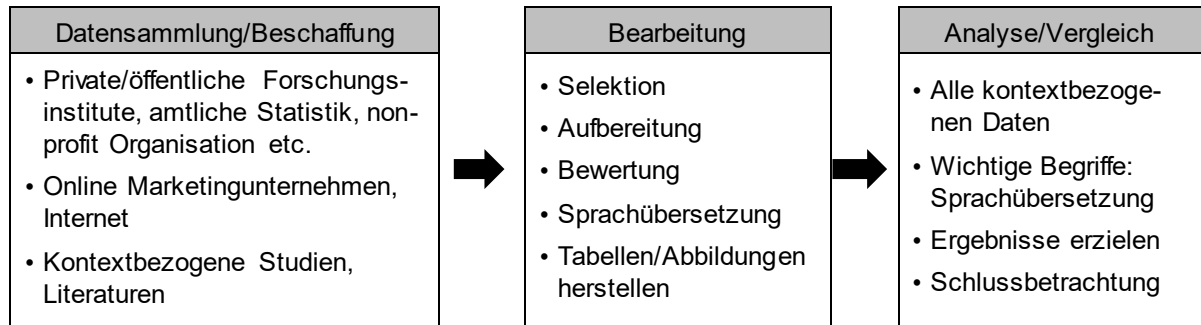 Datensammlung/Beschaffung
• Private/öffentliche Forschungs-
institute, amtliche Statistik, non-
profit Organisation etc.
• Online Marketingunternehmen,
Internet
• Kontextbezogene Studien,
Literaturen
Bearbeitung
• Selektion
• Aufbereitung
• Bewertung
• Sprachübersetzung
• Tabellen/Abbildungen
herstellen
Analyse/Vergleich
• Alle kontextbezoge-
nen Daten
• Wichtige Begriffe:
Sprachübersetzung
• Ergebnisse erzielen
• Schlussbetrachtung